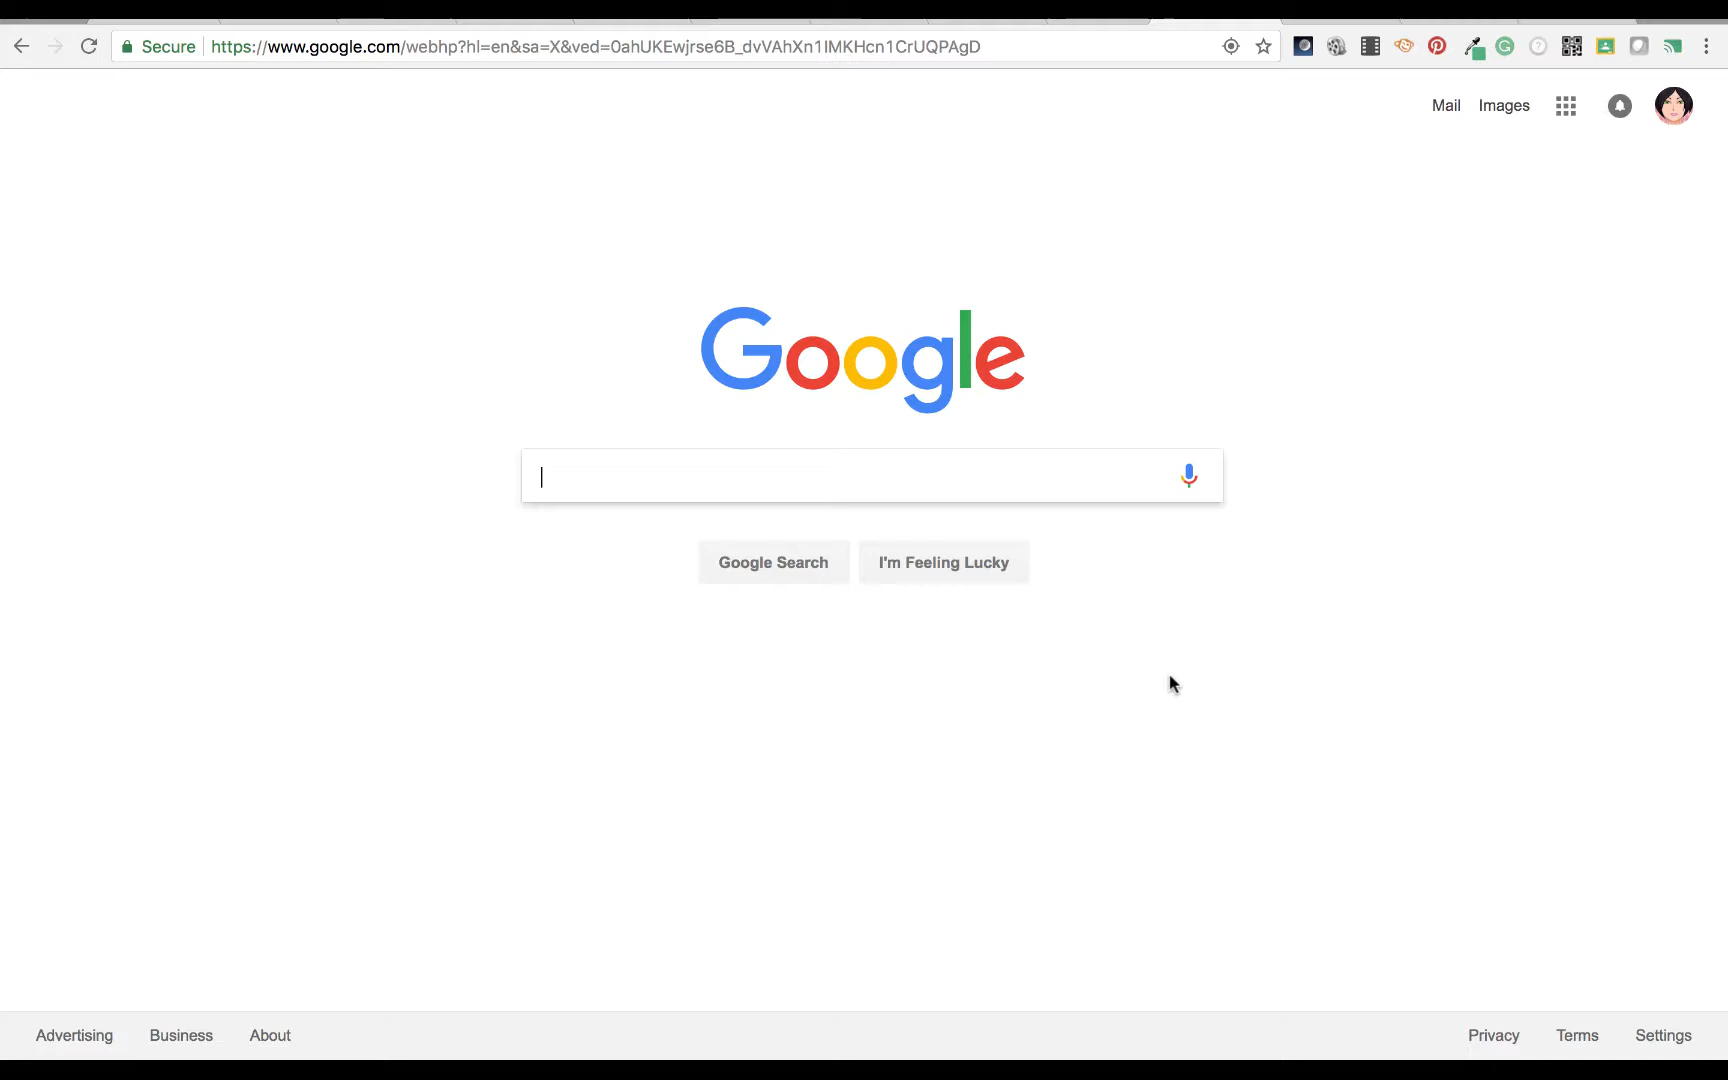 Secure https://www.google.com/webhp?hl=en&sa=X&ved=0ahUKEwjrse6B_dvVAhXn1IMKHcn1CrUQPAgD
Mail Images
Google
Google Search I'm Feeling Lucky
Advertising Business About Privacy Terms Settings